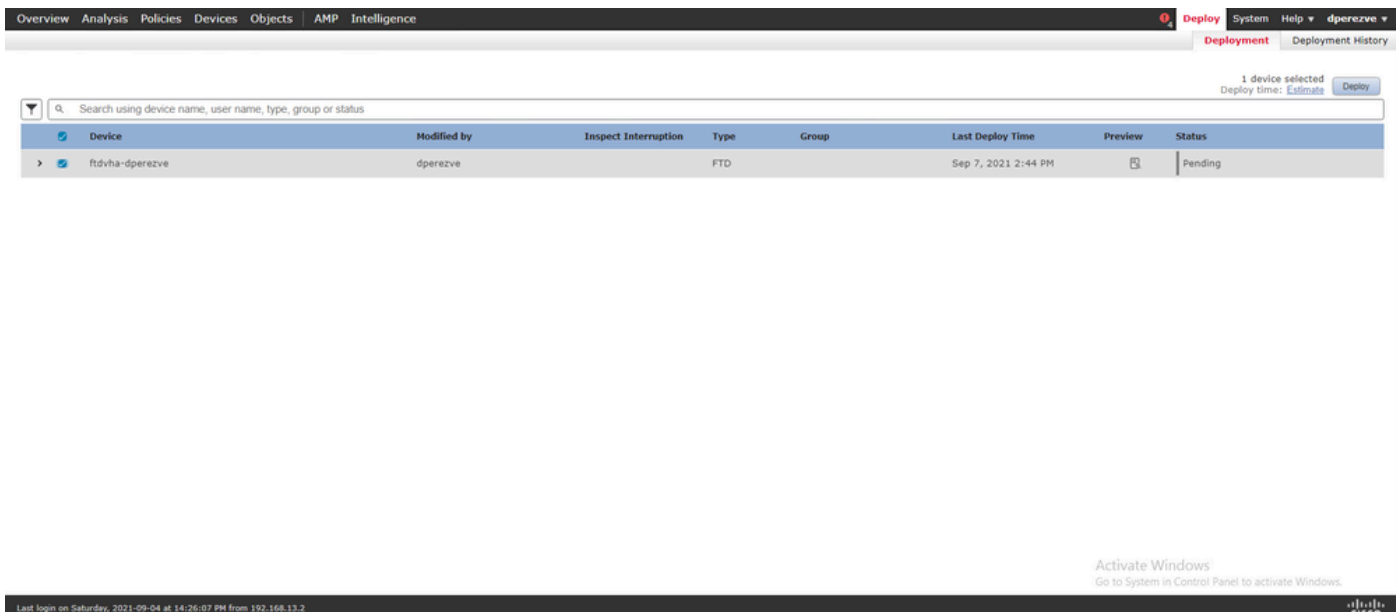 Overview Analysis Policies Devices Objects AMP Intelligence 4 Deploy System Help dperezve
Deployment Deployment History
1 device selected
Deploy time: Estimate Deploy
Search using device name, user name, type, group or status
Device Modified by Inspect Interruption Type Group Last Deploy Time Preview Status
ftdvha-dperezve dperezve FTD Sep 7, 2021 2:44 PM Pending
Activate Windows
Go to System in Control Panel to activate Windows.
Last login on Saturday, 2021-09-04 at 14:26:07 PM from 192.168.13.2
CISCO